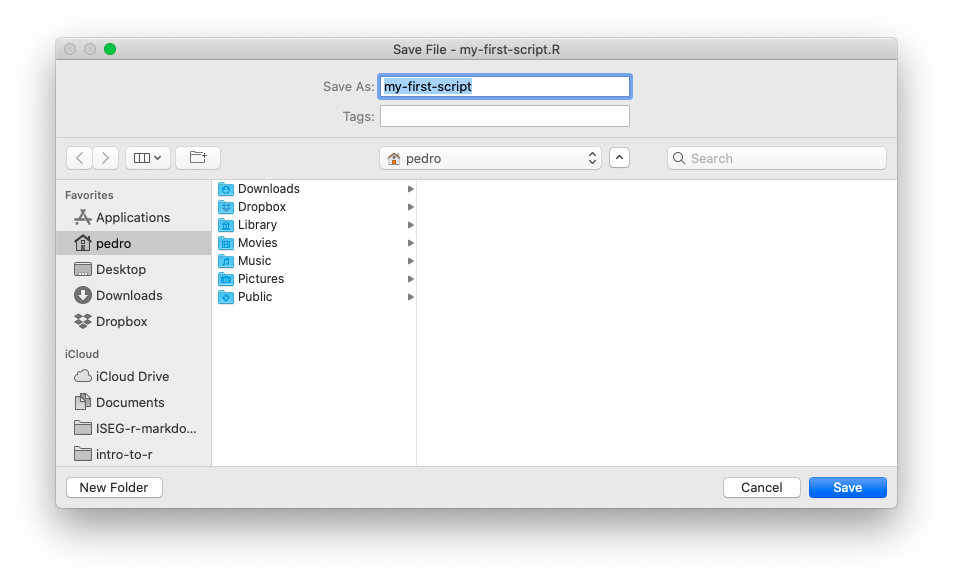 Save File - my-first-script.R
Save As: my-first-script
Tags:
pedro
Search
Favorites
Applications
pedro
Desktop
Downloads
Dropbox
iCloud
iCloud Drive
Documents
ISEG-r-markdo...
intro-to-r
Downloads
Dropbox
Library
Movies
Music
Pictures
Public
New Folder
Cancel
Save